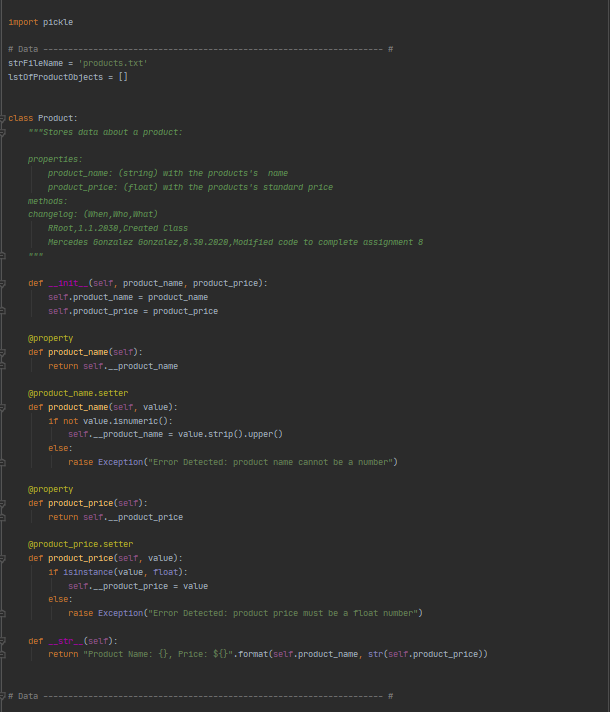 import pickle

# Data -------------------------------------------------------------------- #
strFileName = 'products.txt'
lstOfProductObjects = []


class Product:
    """Stores data about a product:

    properties:
        product_name: (string) with the products's  name
        product_price: (float) with the products's standard price
    methods:
    changelog: (When,Who,What)
        RRoot,1.1.2030,Created Class
        Mercedes Gonzalez Gonzalez,8.30.2020,Modified code to complete assignment 8
    """

    def __init__(self, product_name, product_price):
        self.product_name = product_name
        self.product_price = product_price

    @property
    def product_name(self):
        return self.__product_name

    @product_name.setter
    def product_name(self, value):
        if not value.isnumeric():
            self.__product_name = value.strip().upper()
        else:
            raise Exception("Error Detected: product name cannot be a number")

    @property
    def product_price(self):
        return self.__product_price

    @product_price.setter
    def product_price(self, value):
        if isinstance(value, float):
            self.__product_price = value
        else:
            raise Exception("Error Detected: product price must be a float number")

    def __str__(self):
        return "Product Name: {}, Price: ${}".format(self.product_name, str(self.product_price))


# Data -------------------------------------------------------------------- #